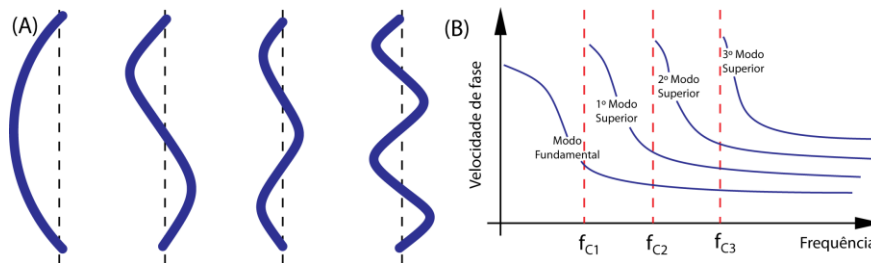 (A)
(B)
Velocidade de fase
Modo
Fundamental
1º Modo
Superior
2º Modo
Superior
3º Modo
Superior
fC1
fC2
fC3
Frequência